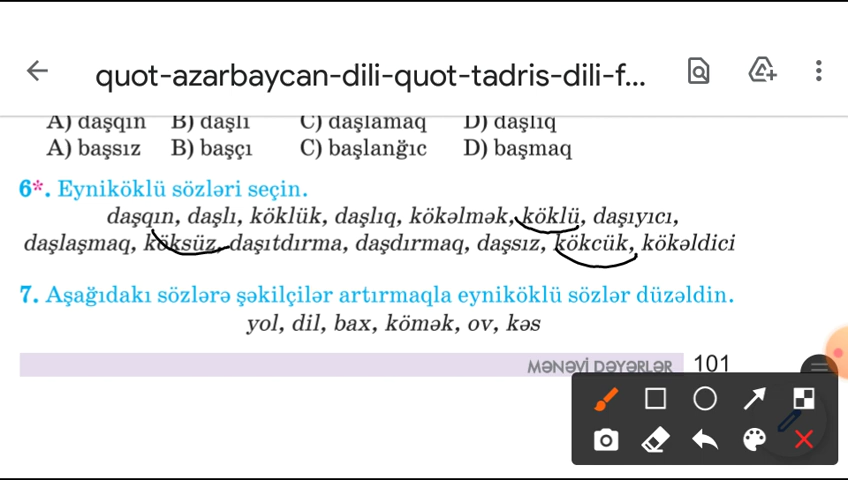 quot-azarbaycan-dili-quot-tadris-dili-f...
A) daşqın B) daşlı C) daşlamaq D) daşlıq
A) başsız B) başçı C) başlanğıc D) başmaq
6*. Eyniköklü sözləri seçin.
daşqın, daşlı, köklük, daşlıq, kökəlmək, köklü, daşıyıcı,
daşlaşmaq, köksüz, daşıtdırma, daşdırmaq, daşsız, kökcük, kökəldici
7. Aşağıdakı sözlərə şəkilçilər artırmaqla eyniköklü sözlər düzəldin.
yol, dil, bax, kömək, ov, kəs
MƏNƏVİ DƏYƏRLƏR 101